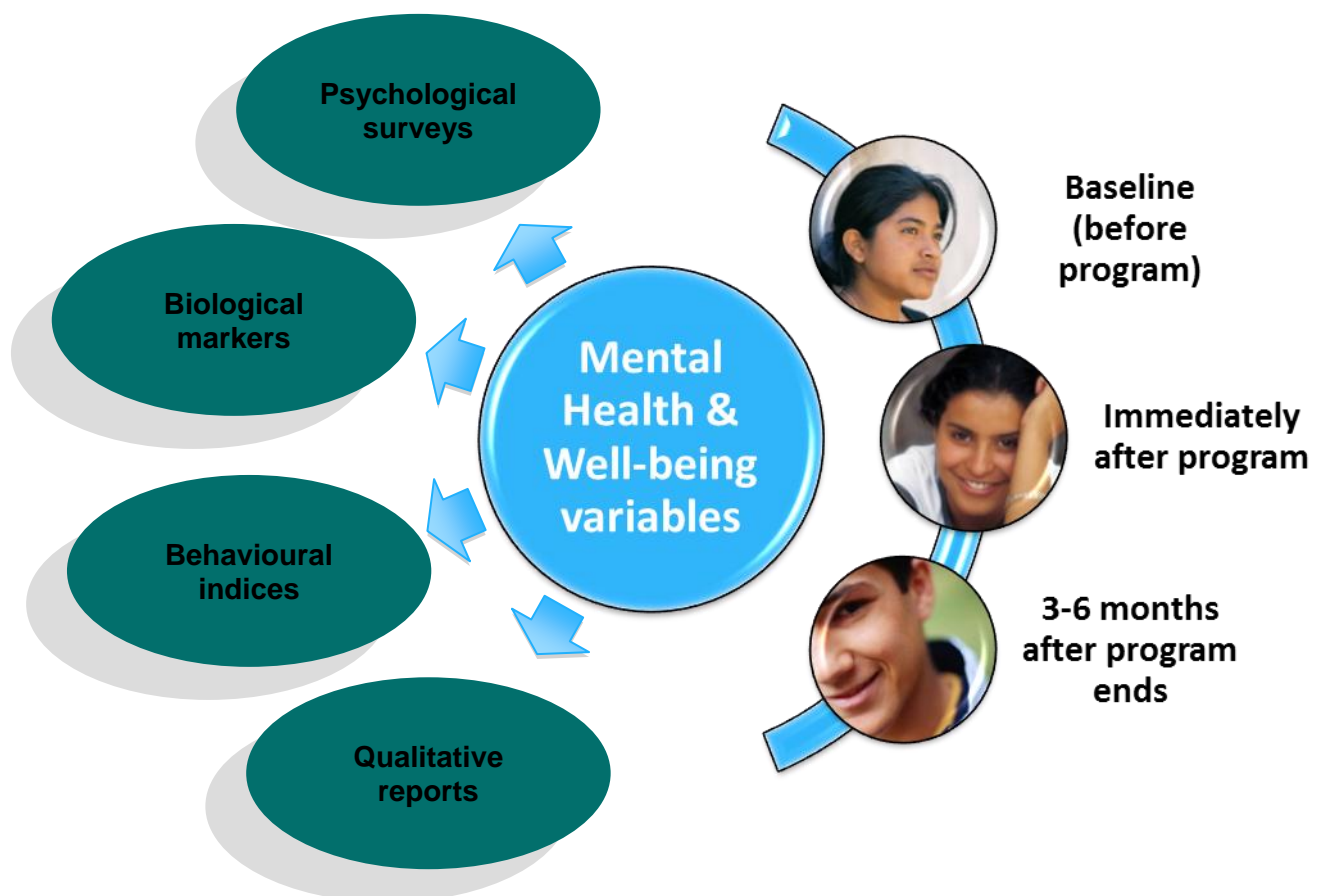 Psychological
surveys
Biological
markers
Behavioural
indices
Qualitative
reports
Mental
Health &
Well-being
variables
Baseline
(before
program)
Immediately
after program
3-6 months
after program
ends